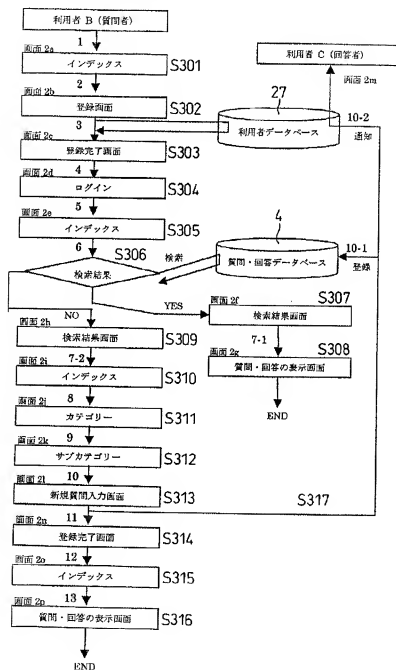 利用者 B (質問者)
1
画面 2a
インデックス
S301
利用者 C (回答者)
画面 2m
2
画面 2b
登録画面
S302
27
利用者データベース
10-2
通知
3
画面 2c
登録完了画面
S303
4
画面 2d
ログイン
S304
5
画面 2e
インデックス
S305
4
質問・回答データベース
10-1
登録
6
S306
検索
検索結果
NO
YES
画面 2f
検索結果画面
S307
画面 2h
検索結果画面
S309
7-1
画面 2g
質問・回答の表示画面
S308
END
7-2
画面 2i
インデックス
S310
8
画面 2j
カテゴリー
S311
9
画面 2k
サブカテゴリー
S312
10
画面 2l
新規質問入力画面
S313
S317
11
画面 2n
登録完了画面
S314
12
画面 2o
インデックス
S315
13
画面 2p
質問・回答の表示画面
S316
END